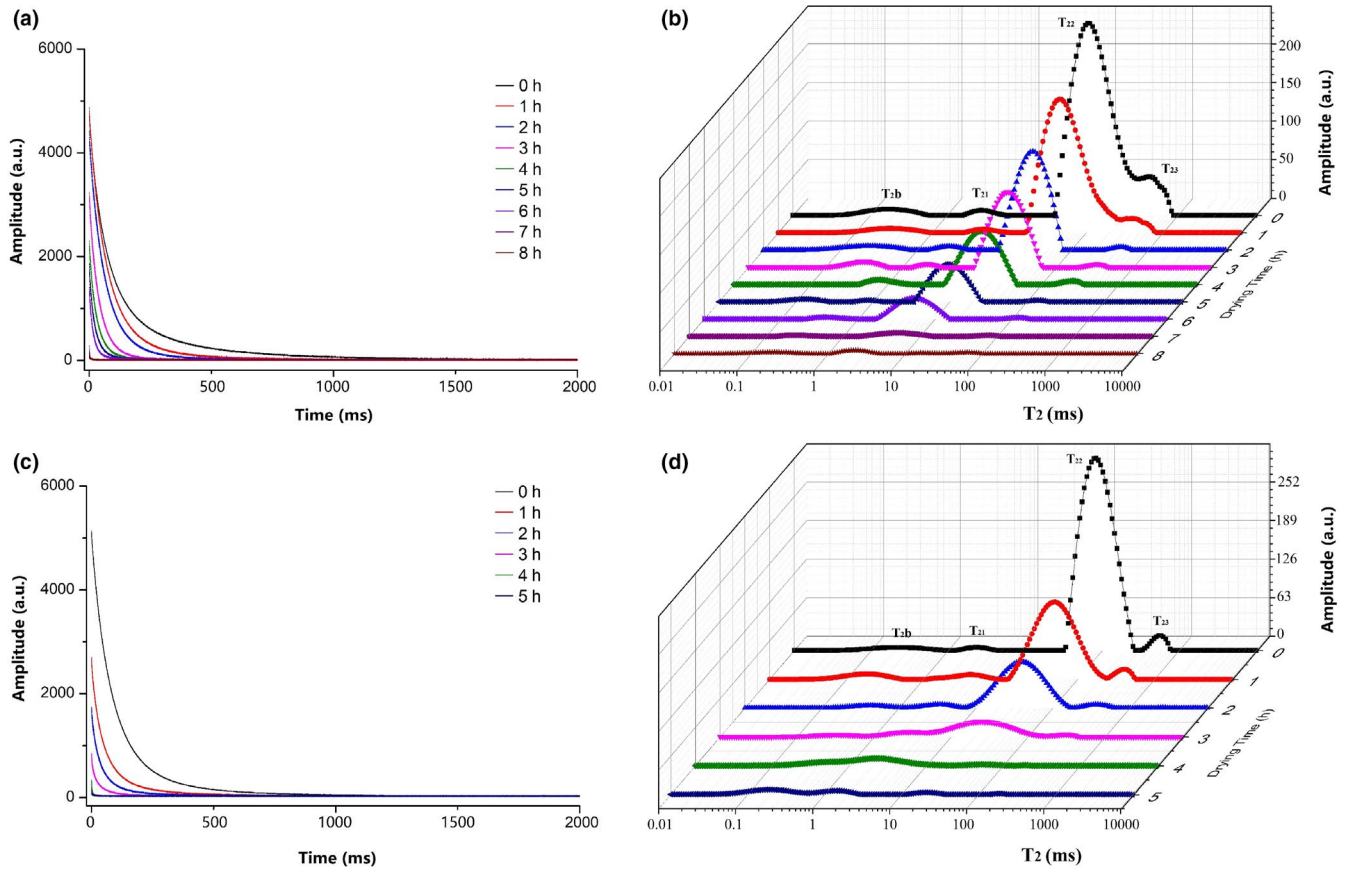 (a)
6000
4000
2000
0
Amplitude (a.u.)
0 h
1 h
2 h
3 h
4 h
5 h
6 h
7 h
8 h
0 500 1000 1500 2000
Time (ms)
(b)
T22
T23
T2b
T21
200
150
100
50
0
Amplitude (a.u.)
0
1
2
3
4
5
6
7
8
Drying Time (h)
0.01 0.1 1 10 100 1000 10000
T2 (ms)
(c)
6000
4000
2000
0
Amplitude (a.u.)
0 h
1 h
2 h
3 h
4 h
5 h
0 500 1000 1500 2000
Time (ms)
(d)
T22
T23
T2b
T21
252
189
126
63
0
Amplitude (a.u.)
0
1
2
3
4
5
Drying Time (h)
0.01 0.1 1 10 100 1000 10000
T2 (ms)